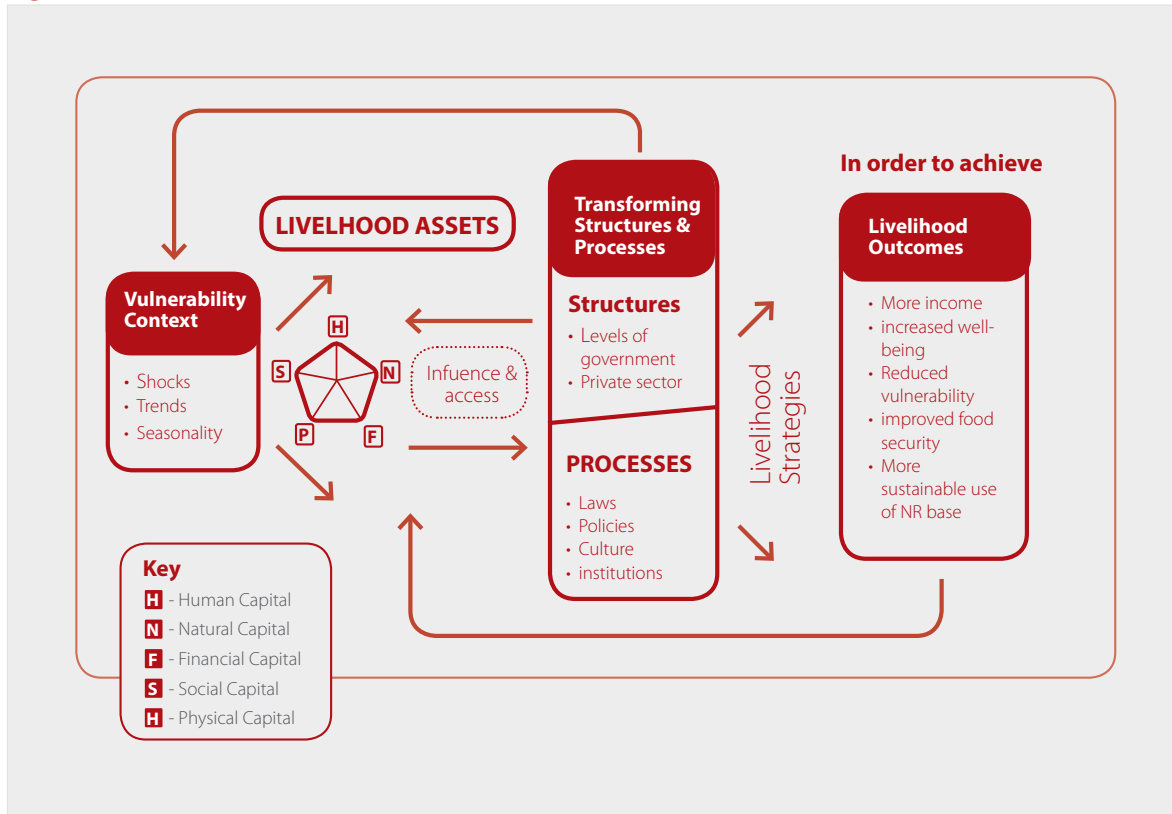 In order to achieve
LIVELHOOD ASSETS
Vulnerability
Context
• Shocks
• Trends
• Seasonality
H
S
N
P
F
Infuence &
access
Transforming
Structures &
Processes
Structures
• Levels of
government
• Private sector
PROCESSES
• Laws
• Policies
• Culture
• institutions
Livelihood
Strategies
Livelihood
Outcomes
• More income
• increased well-
being
• Reduced
vulnerability
• improved food
security
• More
sustainable use
of NR base
Key
H - Human Capital
N - Natural Capital
F - Financial Capital
S - Social Capital
H - Physical Capital